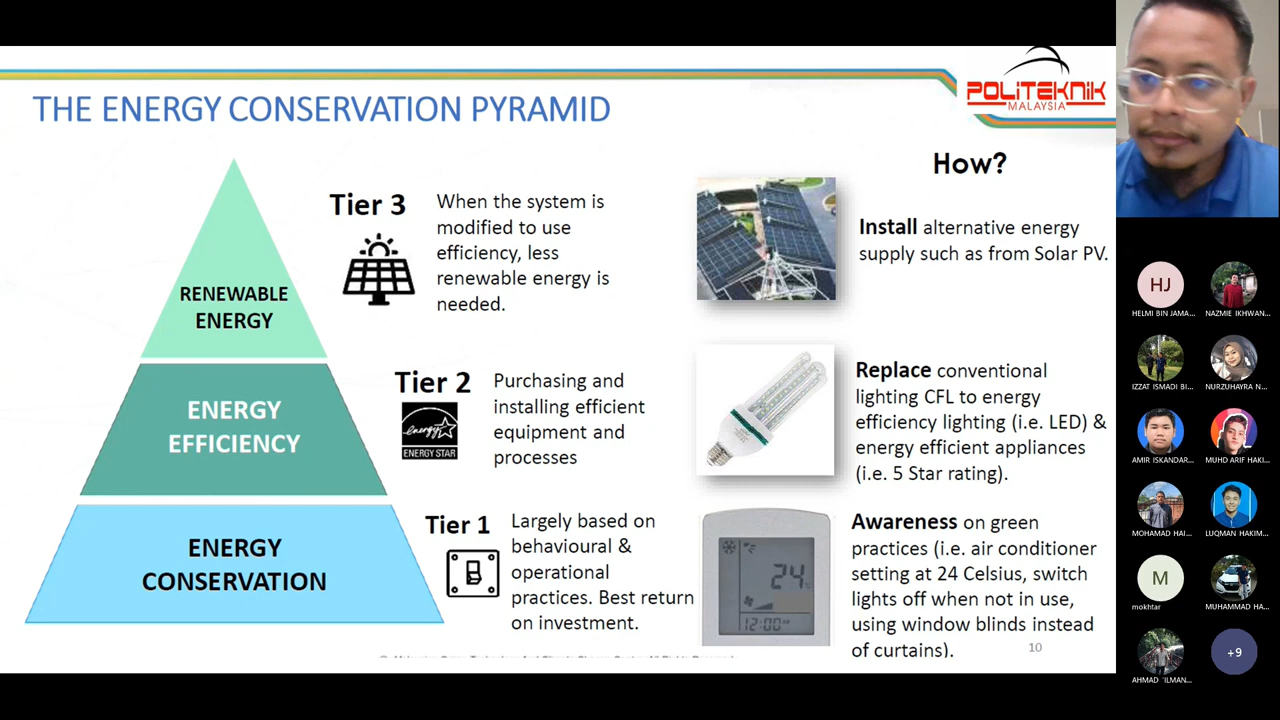 POLITEKNIK
MALAYSIA
THE ENERGY CONSERVATION PYRAMID
How?
RENEWABLE
ENERGY
Tier 3
When the system is
modified to use
efficiency, less
renewable energy is
needed.
Install alternative energy
supply such as from Solar PV.
ENERGY
EFFICIENCY
Tier 2
energy
ENERGY STAR
Purchasing and
installing efficient
equipment and
processes
Replace conventional
lighting CFL to energy
efficiency lighting (i.e. LED) &
energy efficient appliances
(i.e. 5 Star rating).
ENERGY
CONSERVATION
Tier 1
Largely based on
behavioural &
operational
practices. Best return
on investment.
24
12:00
Awareness on green
practices (i.e. air conditioner
setting at 24 Celsius, switch
lights off when not in use,
using window blinds instead
of curtains).
10
HJ
HELMI BIN JAMA...
NAZMIE IKHWAN...
IZZAT ISMADI BI...
NURZUHAYRA N...
AMIR ISKANDAR...
MUHD ARIF HAKI...
MOHAMAD HAI...
LUQMAN HAKIM...
M
mokhtar
MUHAMMAD HA...
AHMAD 'ILMAN...
+9